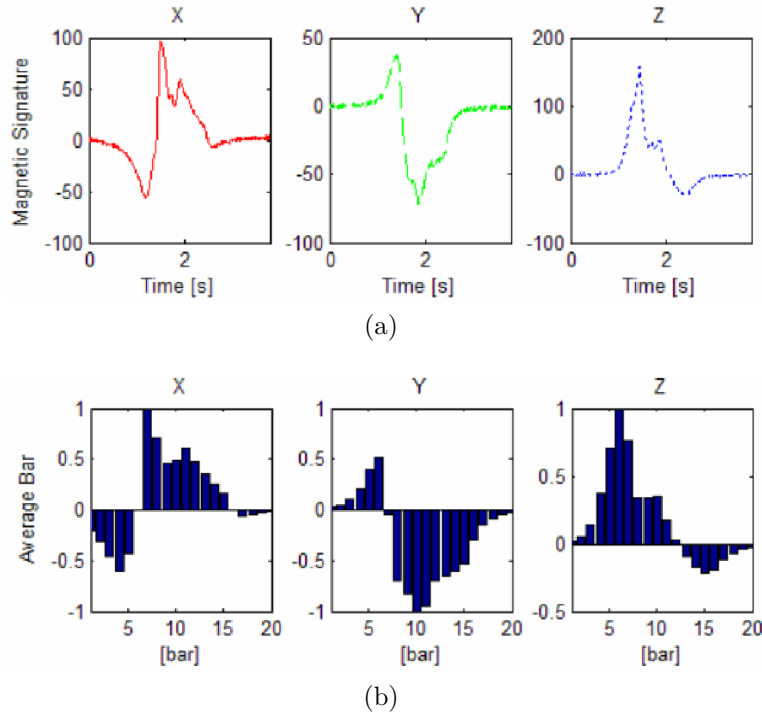 X Y Z
Magnetic Signature
100 50 0 -50 -100
50 0 -50 -100
200 100 0 -100
0 2 0 2 0 2
Time [s] Time [s] Time [s]
(a)
X Y Z
Average Bar
1 0.5 0 -0.5 -1
1 0.5 0 -0.5 -1
1 0.5 0 -0.5
5 10 15 20 5 10 15 20 5 10 15 20
[bar] [bar] [bar]
(b)